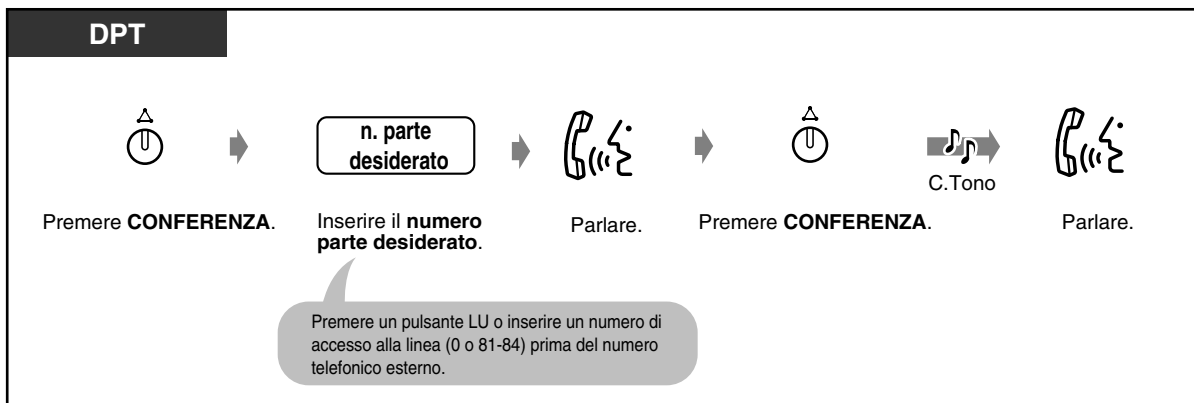 DPT
n. parte
desiderato
C.Tono
Premere CONFERENZA.
Inserire il numero
parte desiderato.
Parlare.
Premere CONFERENZA.
Parlare.
Premere un pulsante LU o inserire un numero di
accesso alla linea (0 o 81-84) prima del numero
telefonico esterno.